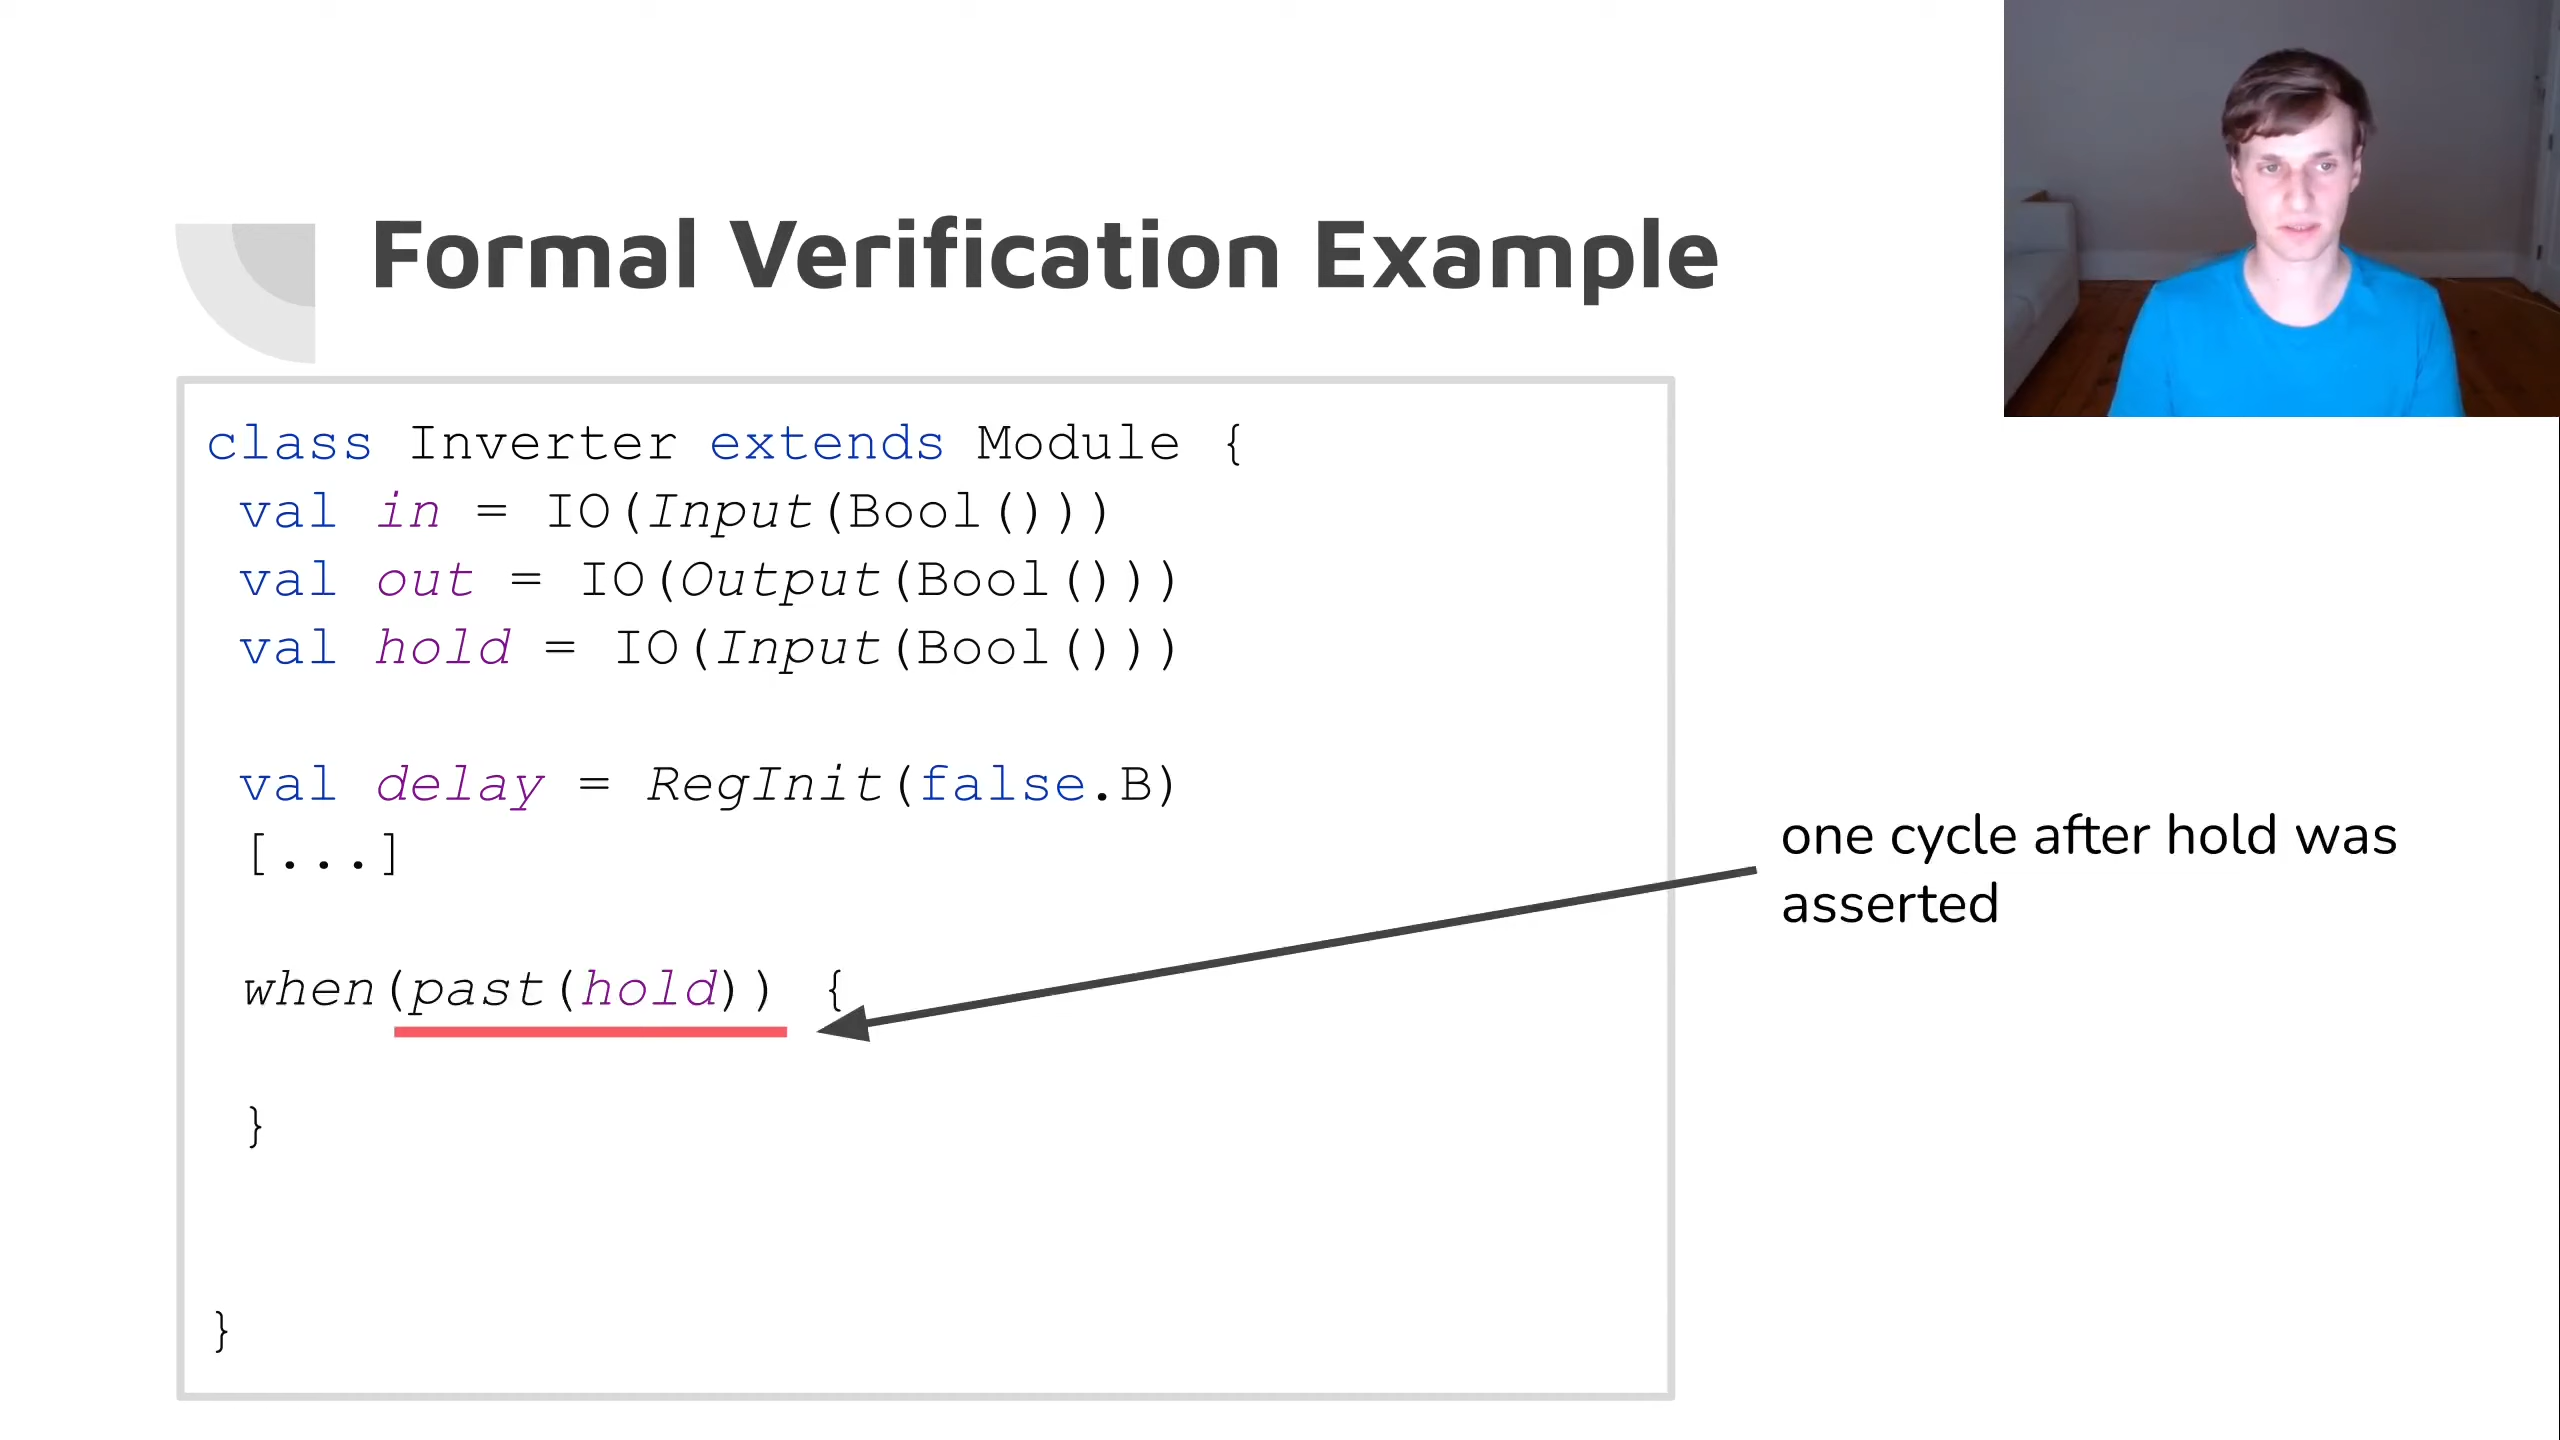 Formal Verification Example
class Inverter extends Module {
val in = IO(Input(Bool()))
val out = IO(Output(Bool()))
val hold = IO(Input(Bool()))
val delay = RegInit(false.B)
[...]
when(past(hold)) {
}
}
one cycle after hold was
asserted